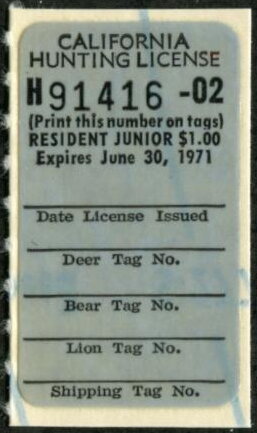 CALIFORNIA
HUNTING LICENSE
H91416 -02
(Print this number on tags)
RESIDENT JUNIOR $1.00
Expires June 30, 1971
Date License Issued
Deer Tag No.
Bear Tag No.
Lion Tag No.
Shipping Tag No.